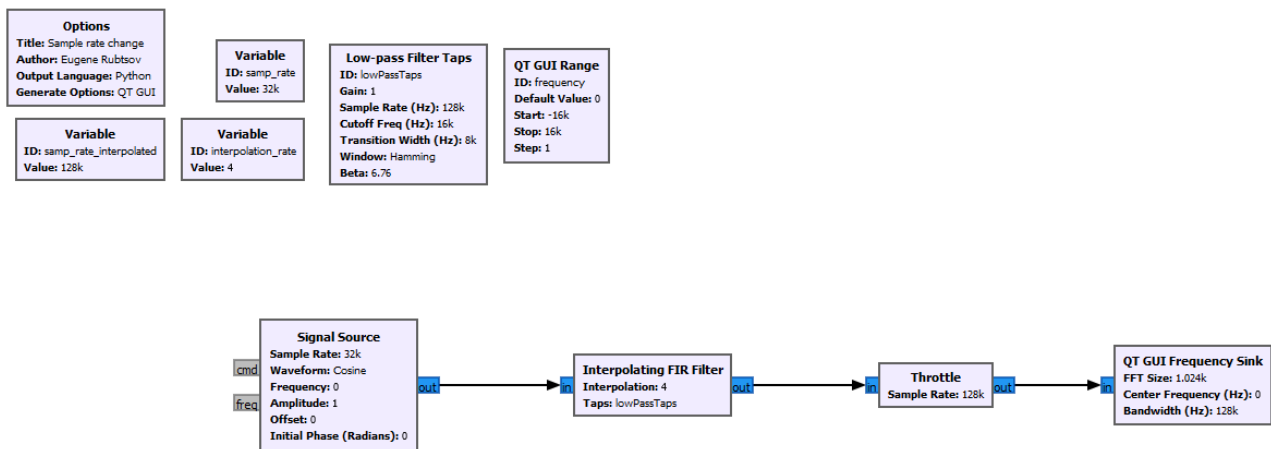 Options
Title: Sample rate change
Author: Eugene Rubtsov
Output Language: Python
Generate Options: QT GUI
Variable
ID: samp_rate
Value: 32k
Low-pass Filter Taps
ID: lowPassTaps
Gain: 1
Sample Rate (Hz): 128k
Cutoff Freq (Hz): 16k
Transition Width (Hz): 8k
Window: Hamming
Beta: 6.76
QT GUI Range
ID: frequency
Default Value: 0
Start: -16k
Stop: 16k
Step: 1
Variable
ID: samp_rate_interpolated
Value: 128k
Variable
ID: interpolation_rate
Value: 4
cmd
freq
Signal Source
Sample Rate: 32k
Waveform: Cosine
Frequency: 0
Amplitude: 1
Offset: 0
Initial Phase (Radians): 0
out
in
Interpolating FIR Filter
Interpolation: 4
Taps: lowPassTaps
out
in
Throttle
Sample Rate: 128k
out
in
QT GUI Frequency Sink
FFT Size: 1.024k
Center Frequency (Hz): 0
Bandwidth (Hz): 128k